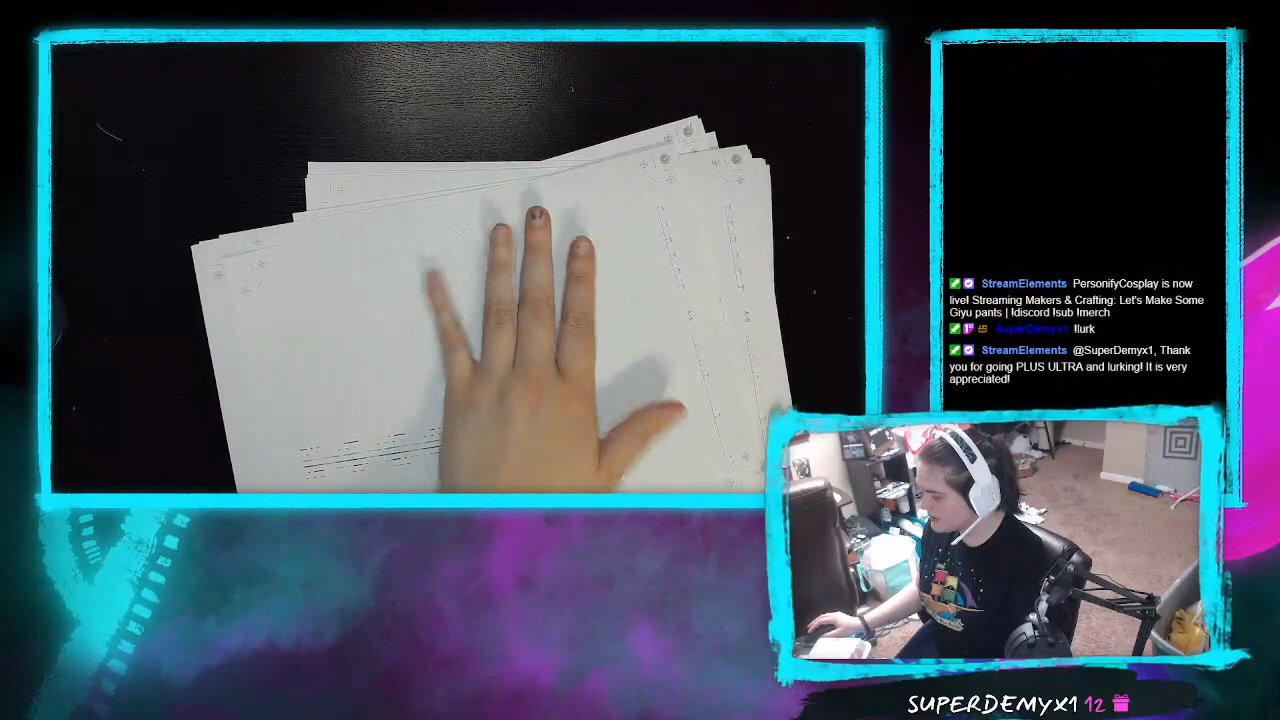 StreamElements PersonifyCosplay is now
live! Streaming Makers & Crafting: Let's Make Some
Giyu pants | !discord !sub !merch
SuperDemyx1 !lurk
StreamElements @SuperDemyx1, Thank
you for going PLUS ULTRA and lurking! It is very
appreciated!
SUPERDEMYX1 12